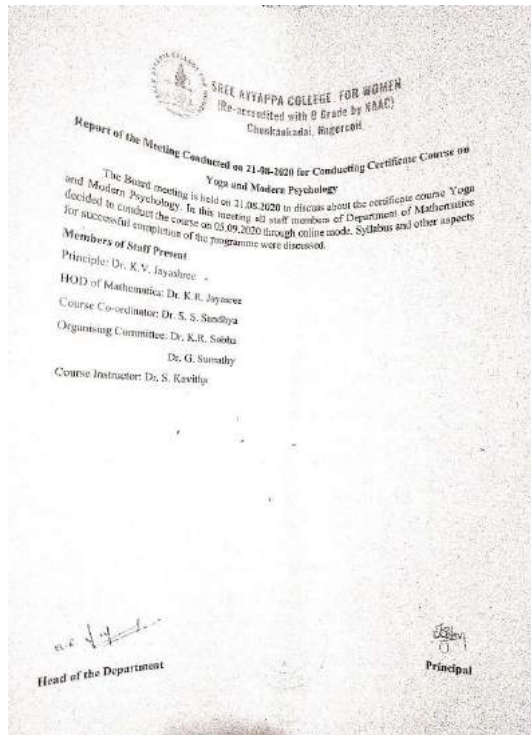 SREE AYYAPPA COLLEGE FOR WOMEN
(Re-accredited with B Grade by NAAC)
Chunkankadai, Nagercoil.
Report of the Meeting Conducted on 21-08-2020 for Conducting Certificate Course on
Yoga and Modern Psychology
The Board meeting is held on 21.08.2020 to discuss about the certificate course Yoga
and Modern Psychology. In this meeting all staff members of Department of Mathematics
decided to conduct the course on 05.09.2020 through online mode. Syllabus and other aspects
for successful completion of the programme were discussed.
Members of Staff Present
Principle: Dr. K.V. Jayashree
HOD of Mathematics: Dr. K.R. Jayasree
Course Co-ordinator: Dr. S. S. Sandhya
Organising Committee: Dr. K.R. Sobha
Dr. G. Sumathy
Course Instructor: Dr. S. Kavitha
Head of the Department
Principal